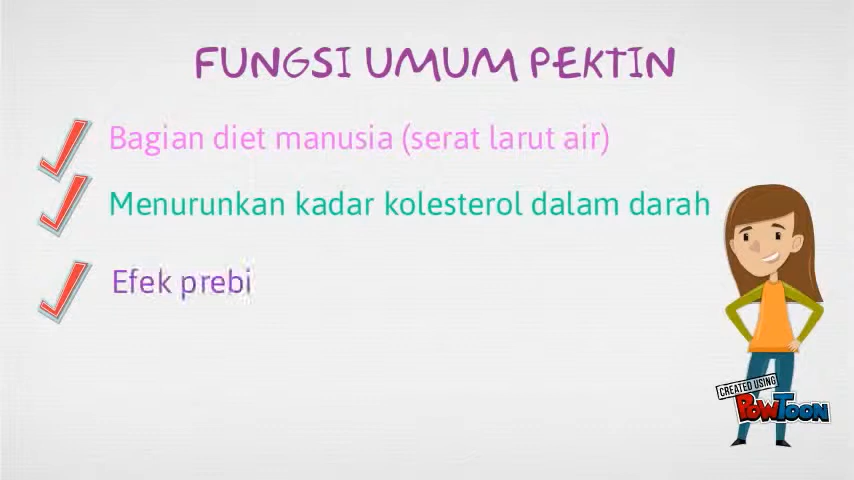 FUNGSI UMUM PEKTIN
Bagian diet manusia (serat larut air)
Menurunkan kadar kolesterol dalam darah
Efek prebi
CREATED USING
POWTOON